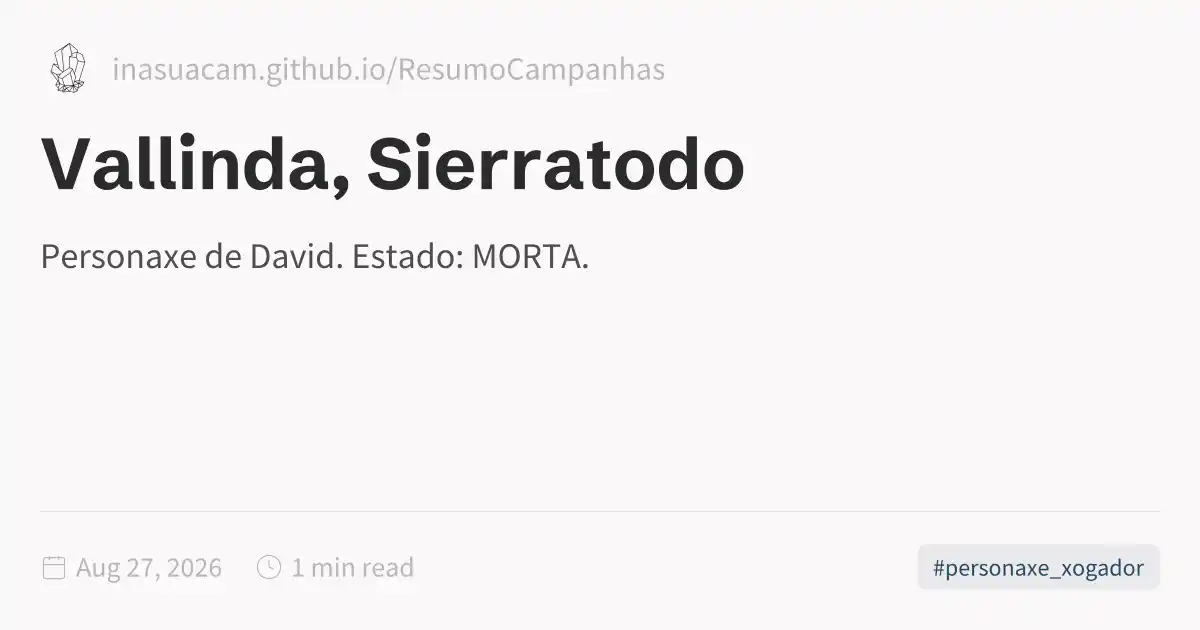 inasuacam.github.io/ResumoCampanhas
Vallinda, Sierratodo
Personaxe de David. Estado: MORTA.
Aug 27, 2026
1 min read
#personaxe_xogador